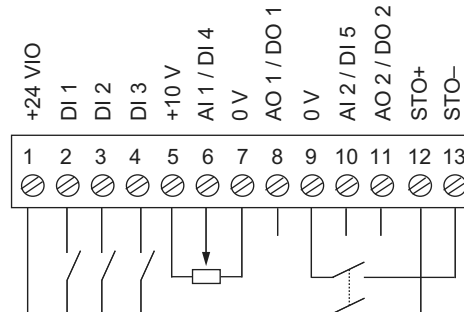 +24 VIO
DI 1
DI 2
DI 3
+10 V
AI 1 / DI 4
0 V
AO 1 / DO 1
0 V
AI 2 / DI 5
AO 2 / DO 2
STO+
STO–
1 2 3 4 5 6 7 8 9 10 11 12 13